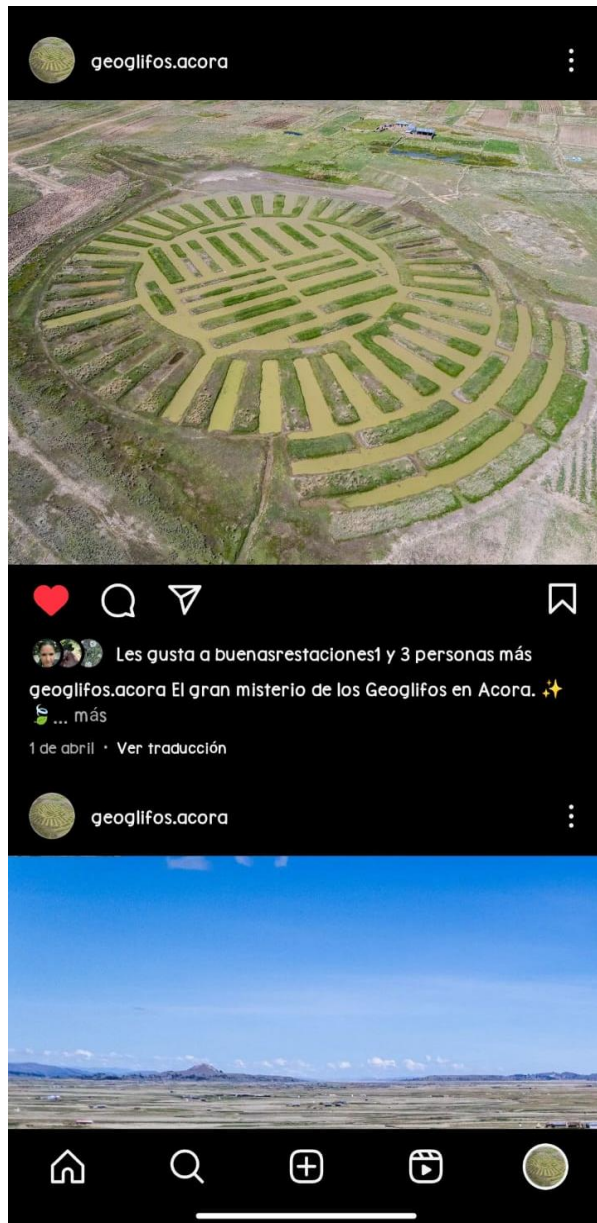 geoglifos.acora
Les gusta a buenasrestaciones1 y 3 personas más
geoglifos.acora El gran misterio de los Geoglifos en Acora. ✨
🍃... más
1 de abril • Ver traducción
geoglifos.acora